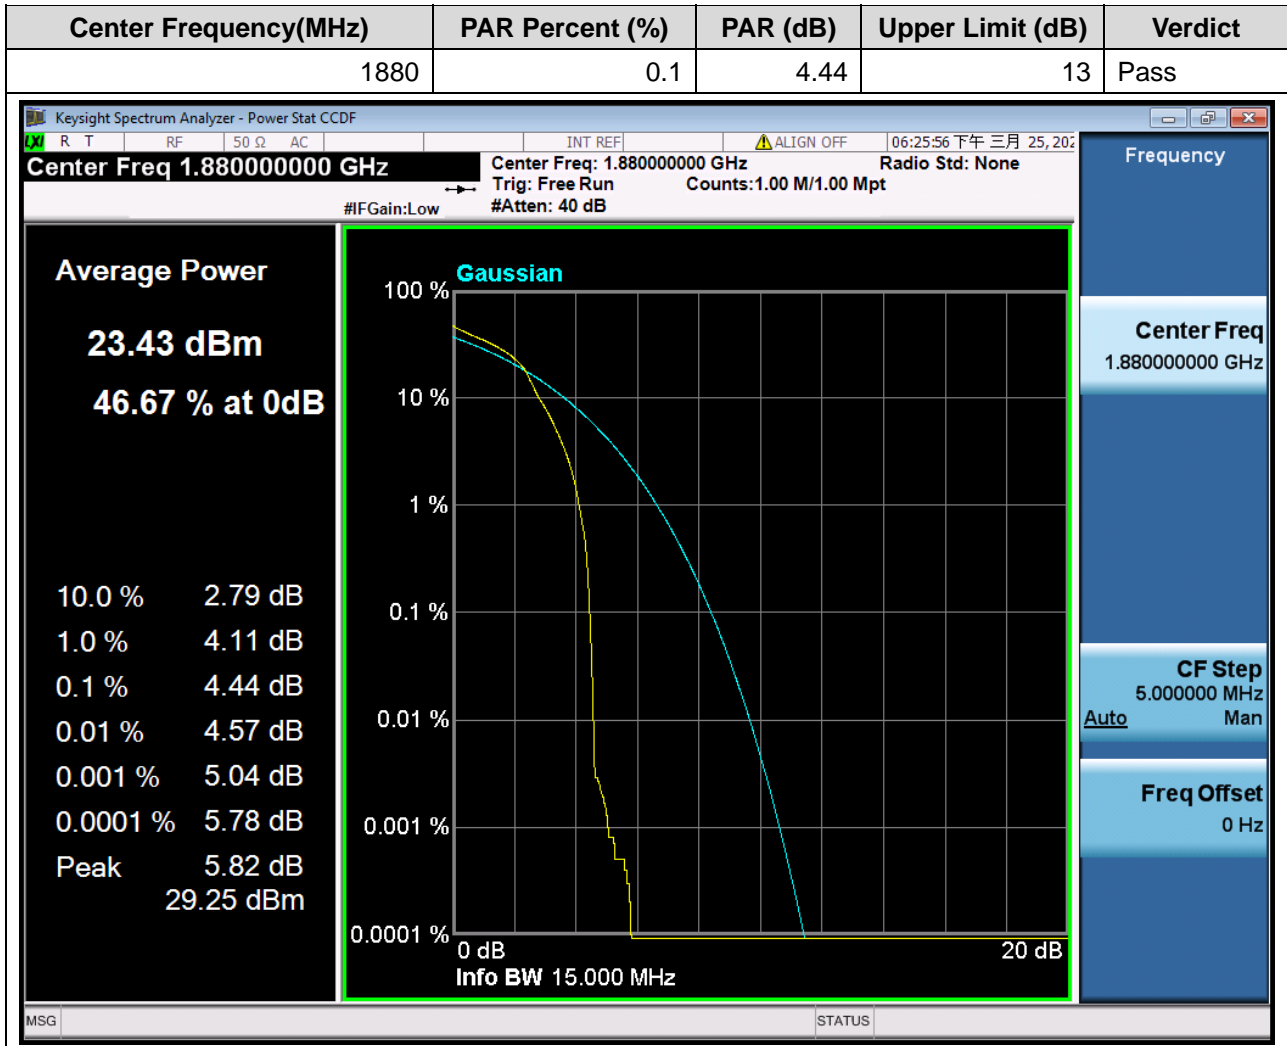 Center Frequency(MHz) PAR Percent (%) PAR (dB) Upper Limit (dB) Verdict
1880 0.1 4.44 13 Pass
Keysight Spectrum Analyzer - Power Stat CCDF
LXI R T RF 50 Ω AC INT REF ALIGN OFF 06:25:56 下午 三月 25, 202
Center Freq 1.880000000 GHz
Center Freq: 1.880000000 GHz Radio Std: None
Trig: Free Run Counts:1.00 M/1.00 Mpt
#IFGain:Low #Atten: 40 dB
Frequency
Average Power
23.43 dBm
46.67 % at 0dB
10.0 % 2.79 dB
1.0 % 4.11 dB
0.1 % 4.44 dB
0.01 % 4.57 dB
0.001 % 5.04 dB
0.0001 % 5.78 dB
Peak 5.82 dB
29.25 dBm
Gaussian
100 %
10 %
1 %
0.1 %
0.01 %
0.001 %
0.0001 %
0 dB 20 dB
Info BW 15.000 MHz
Center Freq
1.880000000 GHz
CF Step
5.000000 MHz
Auto Man
Freq Offset
0 Hz
MSG STATUS